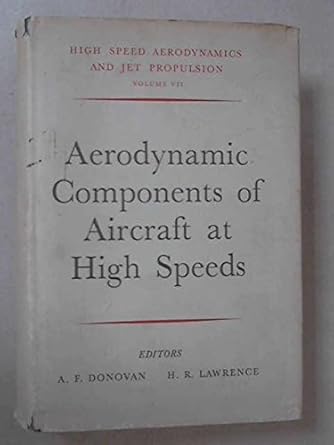 HIGH SPEED AERODYNAMICS
AND JET PROPULSION
VOLUME VII
Aerodynamic
Components of
Aircraft at
High Speeds
EDITORS
A. F. DONOVAN H. R. LAWRENCE